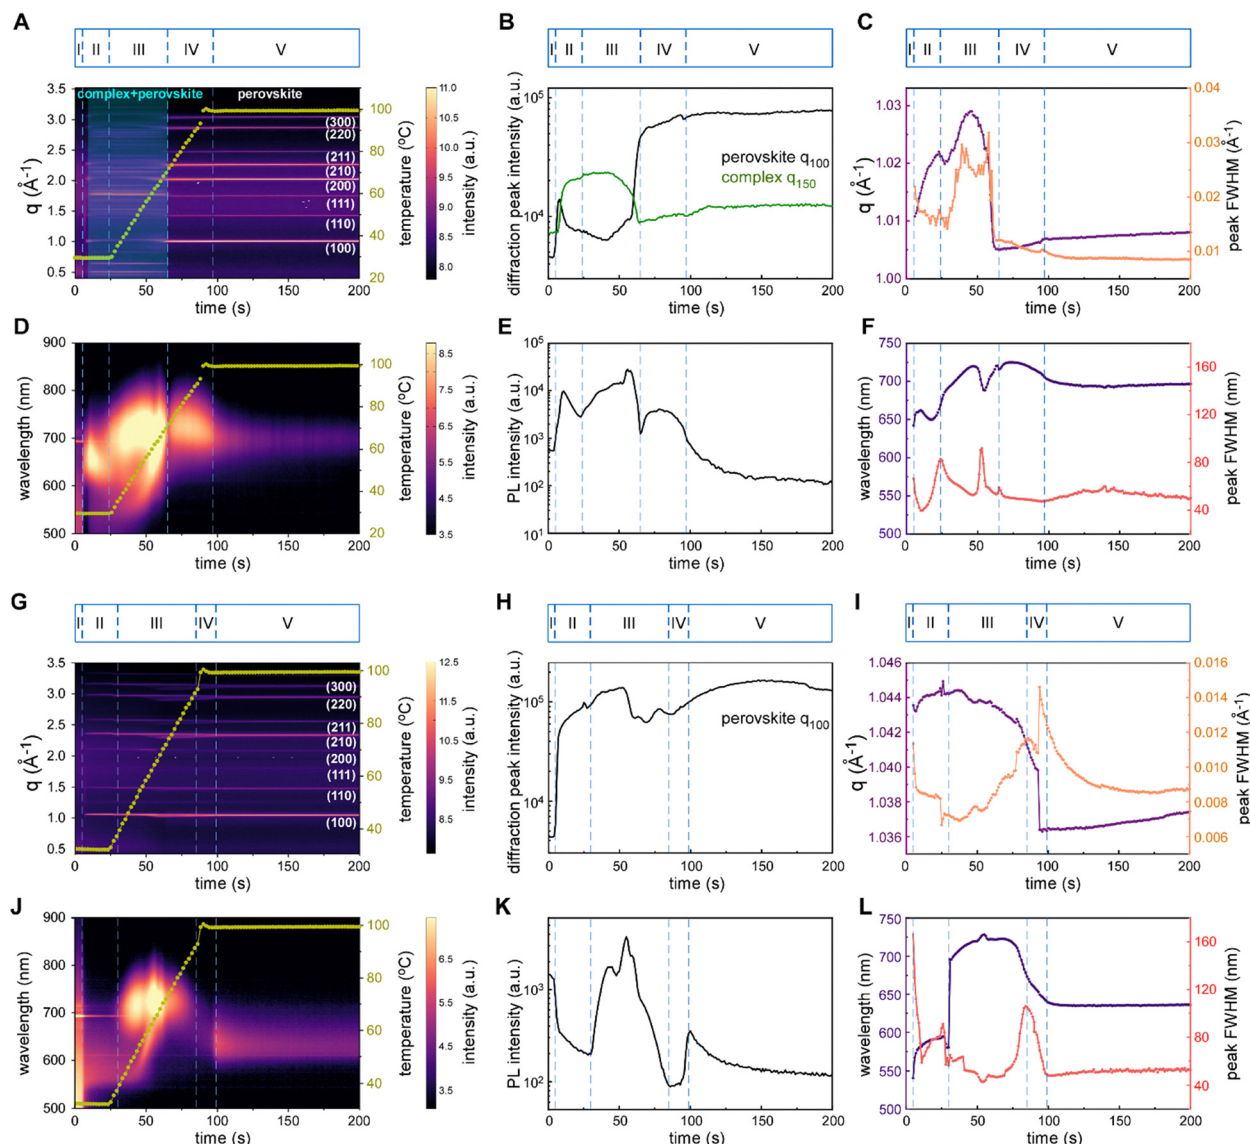 A
I II III IV V
complex+perovskite perovskite
3.5
3.0
2.5
2.0
1.5
1.0
0.5
q (Å⁻¹)
(300)
(220)
(211)
(210)
(200)
(111)
(110)
(100)
100
80
60
40
20
temperature (ºC)
11.0
10.5
10.0
9.5
9.0
8.5
8.0
intensity (a.u.)
0 50 100 150 200
time (s)
B
I II III IV V
10⁵
10⁴
diffraction peak intensity (a.u.)
perovskite q₁₀₀
complex q₁₅₀
0 50 100 150 200
time (s)
C
I II III IV V
1.03
1.02
1.01
1.00
q (Å⁻¹)
0.04
0.03
0.02
0.01
peak FWHM (Å⁻¹)
0 50 100 150 200
time (s)
D
900
800
700
600
500
wavelength (nm)
100
80
60
40
20
temperature (ºC)
8.5
7.5
6.5
5.5
4.5
3.5
intensity (a.u.)
0 50 100 150 200
time (s)
E
10⁵
10⁴
10³
10²
10¹
PL intensity (a.u.)
0 50 100 150 200
time (s)
F
750
700
650
600
550
500
wavelength (nm)
160
120
80
40
peak FWHM (nm)
0 50 100 150 200
time (s)
G
I II III IV V
3.5
3.0
2.5
2.0
1.5
1.0
0.5
q (Å⁻¹)
(300)
(220)
(211)
(210)
(200)
(111)
(110)
(100)
100
80
60
40
temperature (ºC)
12.5
11.5
10.5
9.5
8.5
intensity (a.u.)
0 50 100 150 200
time (s)
H
I II III IV V
10⁵
10⁴
diffraction peak intensity (a.u.)
perovskite q₁₀₀
0 50 100 150 200
time (s)
I
I II III IV V
1.046
1.044
1.042
1.040
1.038
1.036
q (Å⁻¹)
0.016
0.014
0.012
0.010
0.008
0.006
peak FWHM (Å⁻¹)
0 50 100 150 200
time (s)
J
900
800
700
600
500
wavelength (nm)
100
80
60
40
temperature (ºC)
7.0
6.5
6.0
5.5
5.0
4.5
4.0
3.5
intensity (a.u.)
0 50 100 150 200
time (s)
K
10³
10²
PL intensity (a.u.)
0 50 100 150 200
time (s)
L
750
700
650
600
550
500
wavelength (nm)
160
120
80
40
peak FWHM (nm)
0 50 100 150 200
time (s)